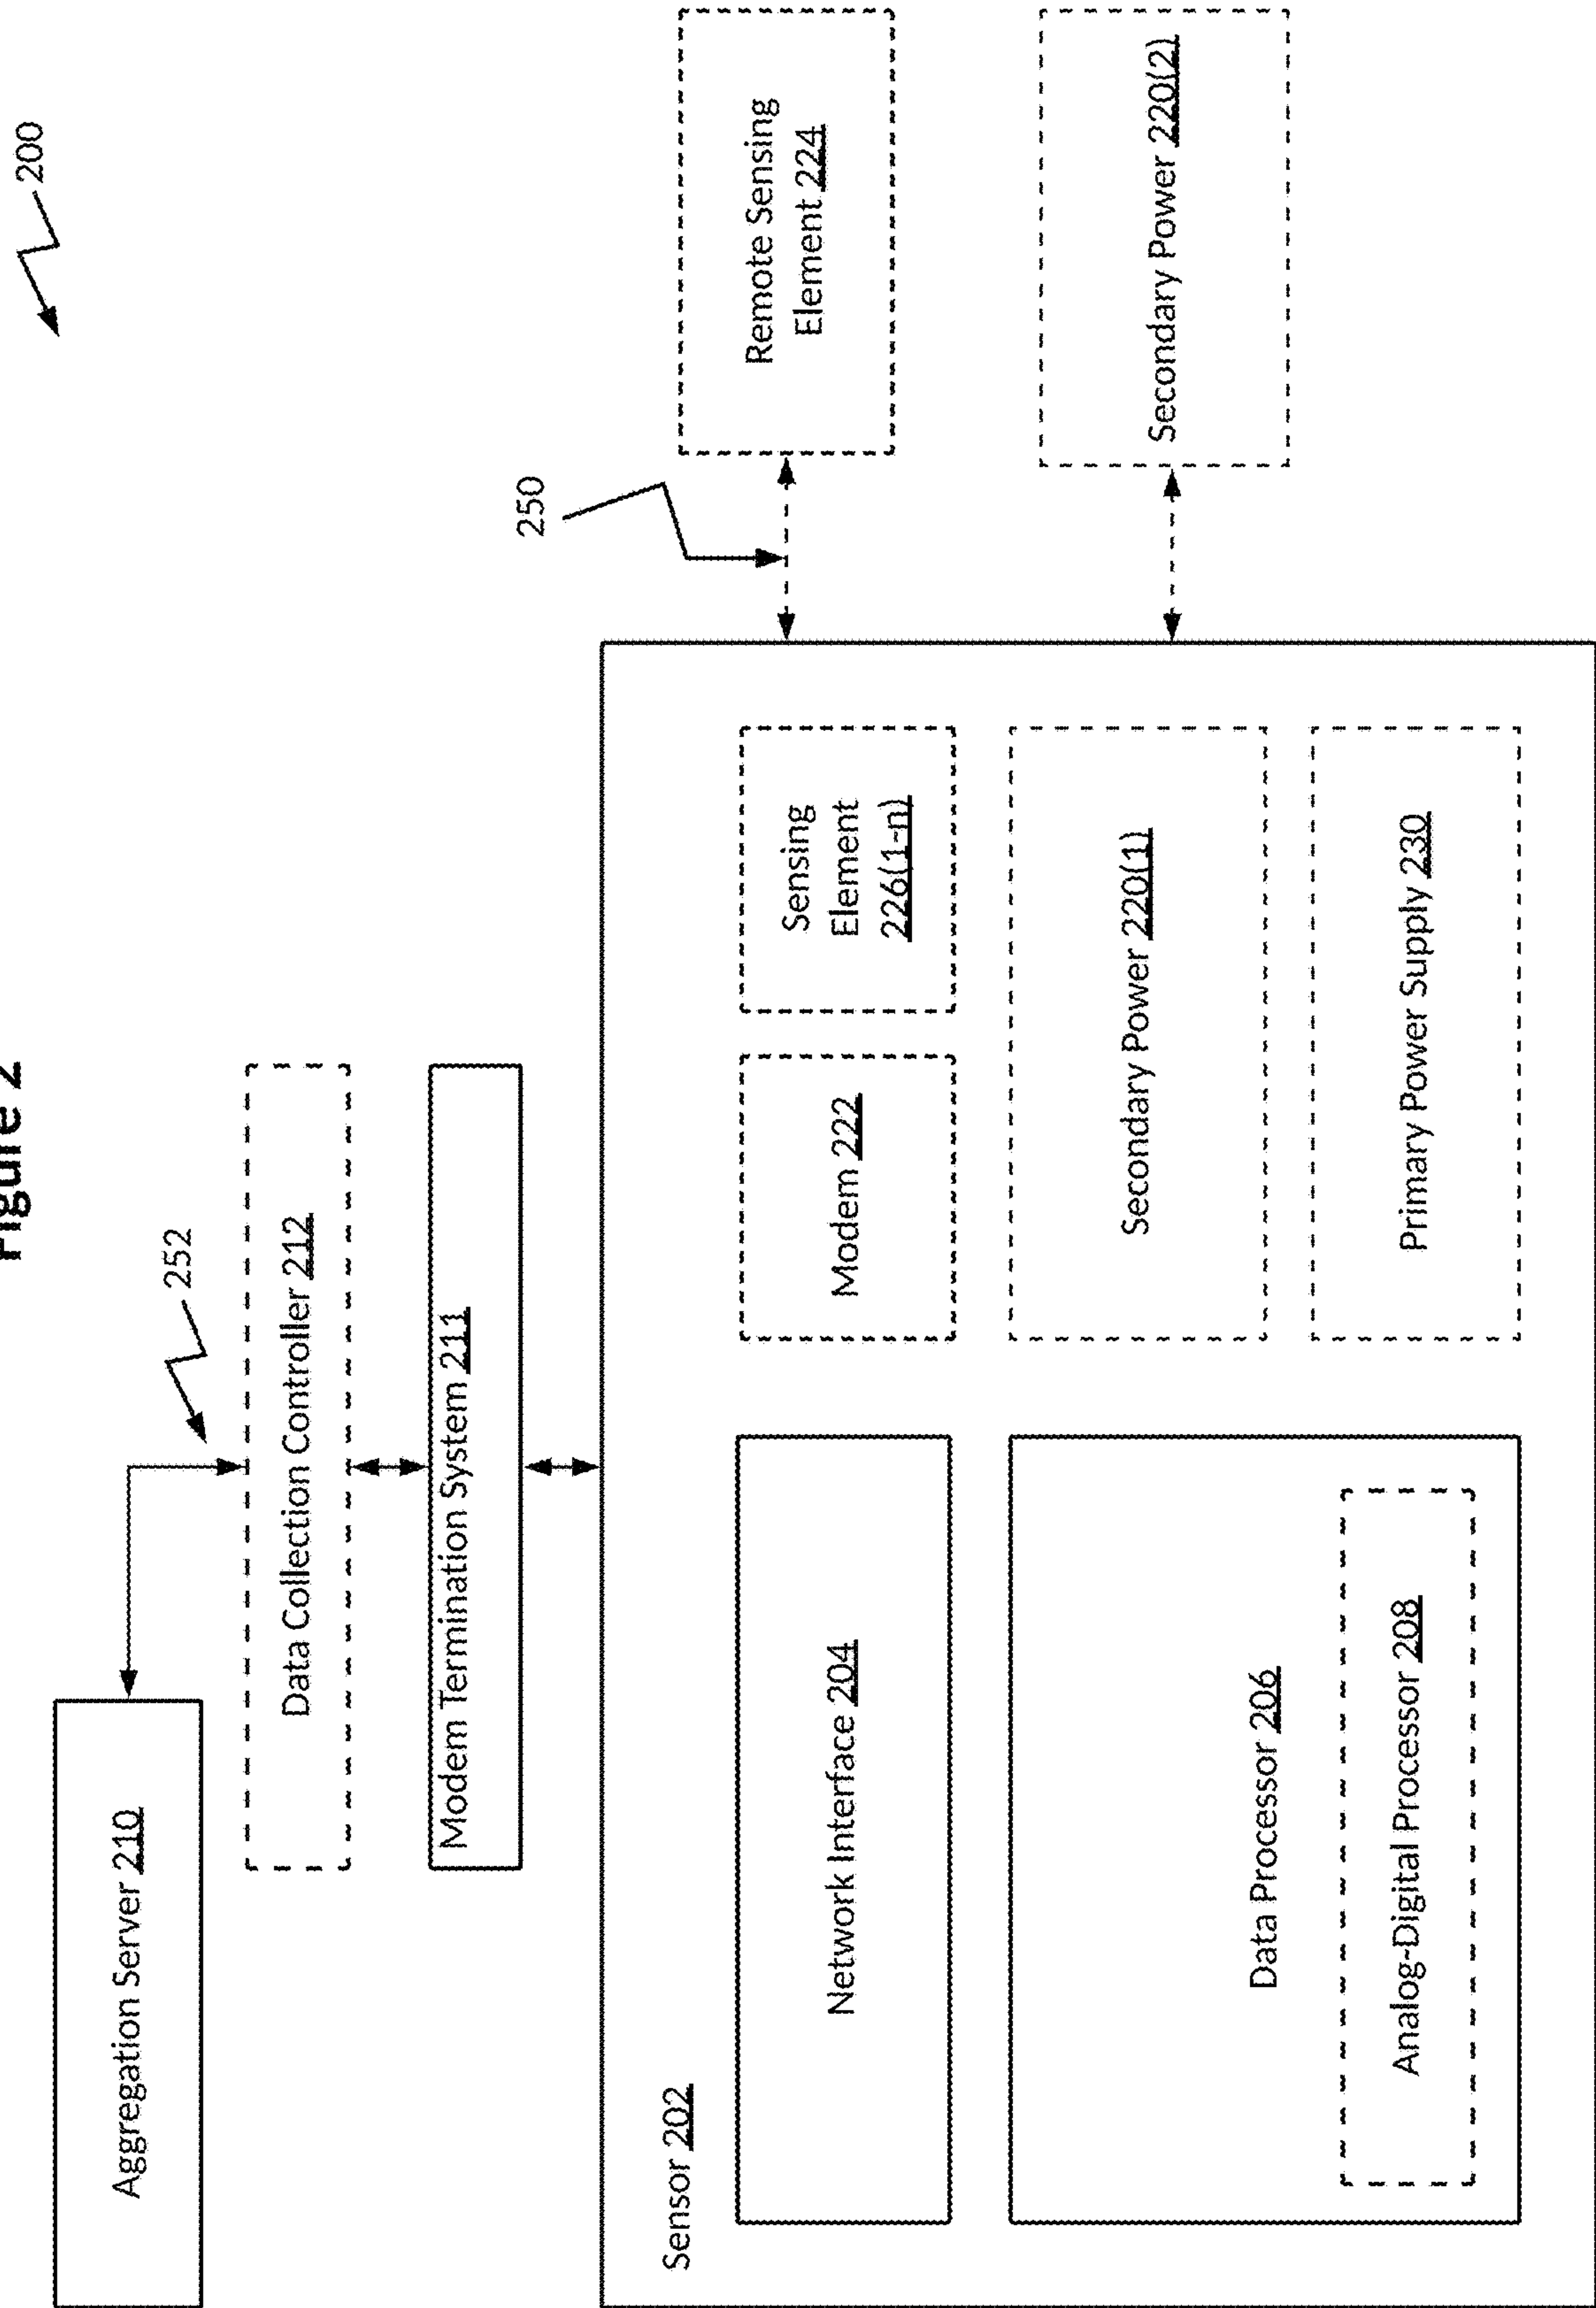 Figure 2
200
Aggregation Server 210
252
Data Collection Controller 212
Modem Termination System 211
250
Sensor 202
Network Interface 204
Modem 222
Sensing
Element
226(1-n)
Remote Sensing
Element 224
Data Processor 206
Analog-Digital Processor 208
Secondary Power 220(1)
Secondary Power 220(2)
Primary Power Supply 230